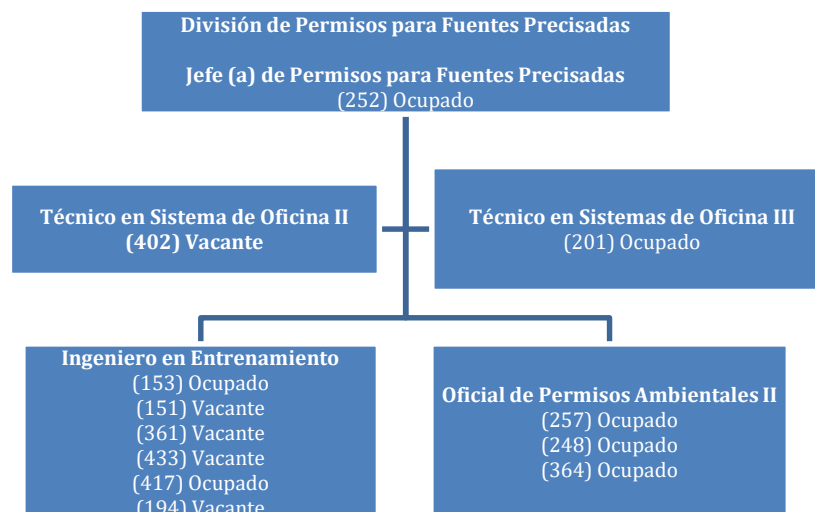 División de Permisos para Fuentes Precisadas
Jefe (a) de Permisos para Fuentes Precisadas
(252) Ocupado
Técnico en Sistema de Oficina II
(402) Vacante
Técnico en Sistemas de Oficina III
(201) Ocupado
Ingeniero en Entrenamiento
(153) Ocupado
(151) Vacante
(361) Vacante
(433) Vacante
(417) Ocupado
(194) Vacante
Oficial de Permisos Ambientales II
(257) Ocupado
(248) Ocupado
(364) Ocupado